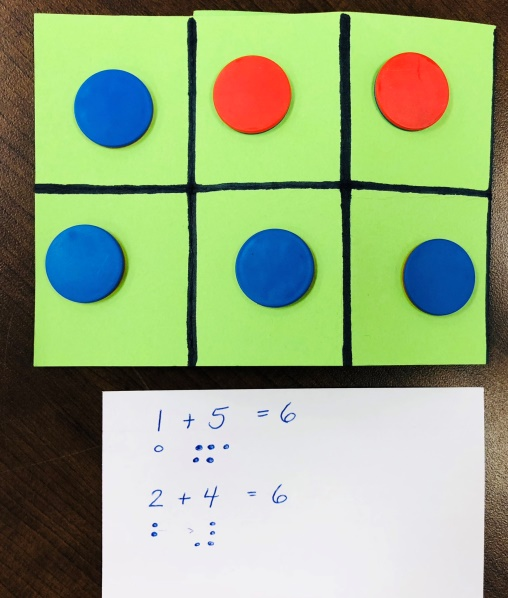 1 + 5 = 6
2 + 4 = 6